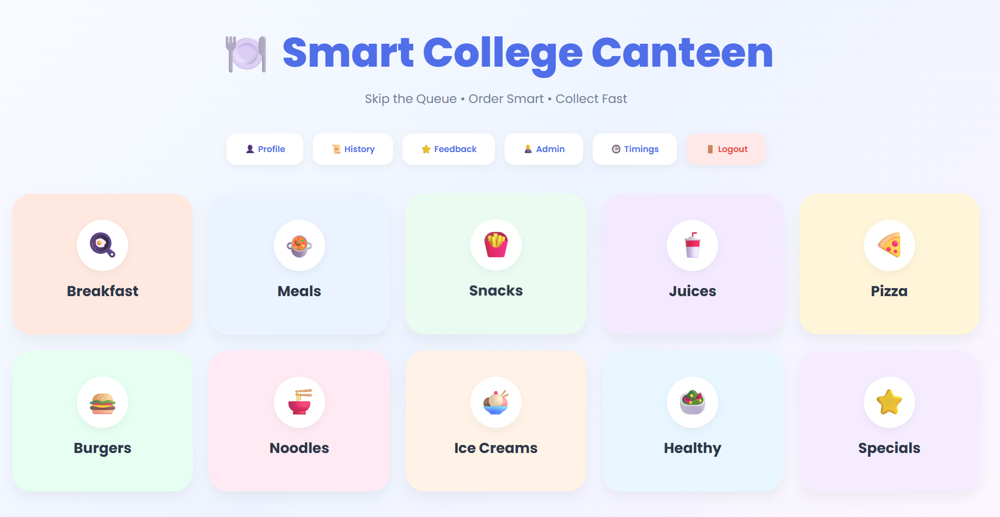 Smart College Canteen
Skip the Queue • Order Smart • Collect Fast
Profile History Feedback Admin Timings Logout
Breakfast Meals Snacks Juices Pizza
Burgers Noodles Ice Creams Healthy Specials